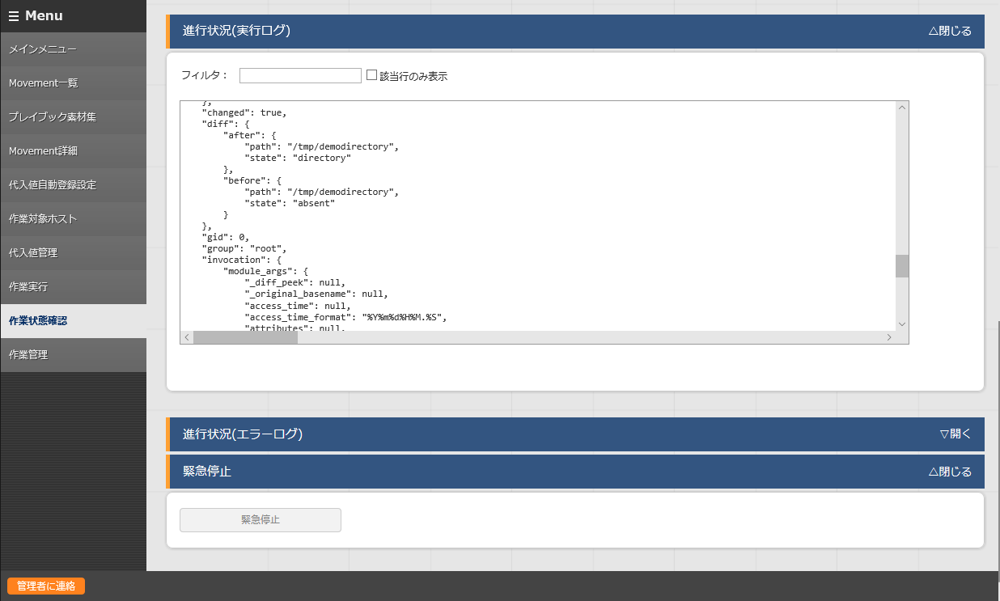 ☰ Menu
メインメニュー
Movement一覧
プレイブック素材集
Movement詳細
代入値自動登録設定
作業対象ホスト
代入値管理
作業実行
作業状態確認
作業管理
進行状況(実行ログ) △閉じる
フィルタ： 該当行のみ表示
},
"changed": true,
"diff": {
"after": {
"path": "/tmp/demodirectory",
"state": "directory"
},
"before": {
"path": "/tmp/demodirectory",
"state": "absent"
}
},
"gid": 0,
"group": "root",
"invocation": {
"module_args": {
"_diff_peek": null,
"_original_basename": null,
"access_time": null,
"access_time_format": "%Y%m%d%H%M.%S",
"attributes": null,
進行状況(エラーログ) ▽開く
緊急停止 △閉じる
緊急停止
管理者に連絡